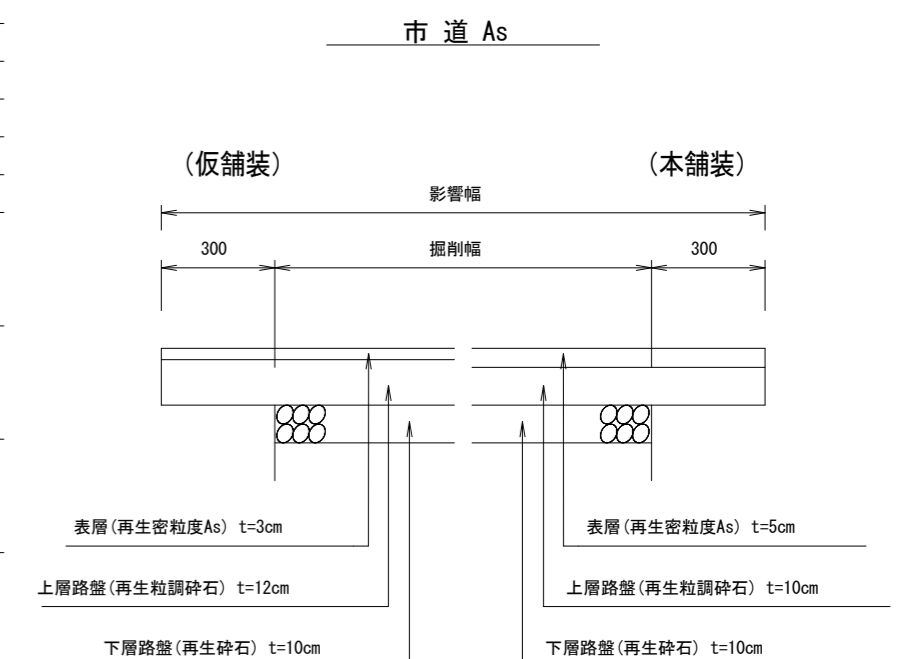 市 道 As
(仮舗装)
(本舗装)
影響幅
300
掘削幅
300
表層(再生密粒度As) t=3cm
表層(再生密粒度As) t=5cm
上層路盤(再生粒調砕石) t=12cm
上層路盤(再生粒調砕石) t=10cm
下層路盤(再生砕石) t=10cm
下層路盤(再生砕石) t=10cm